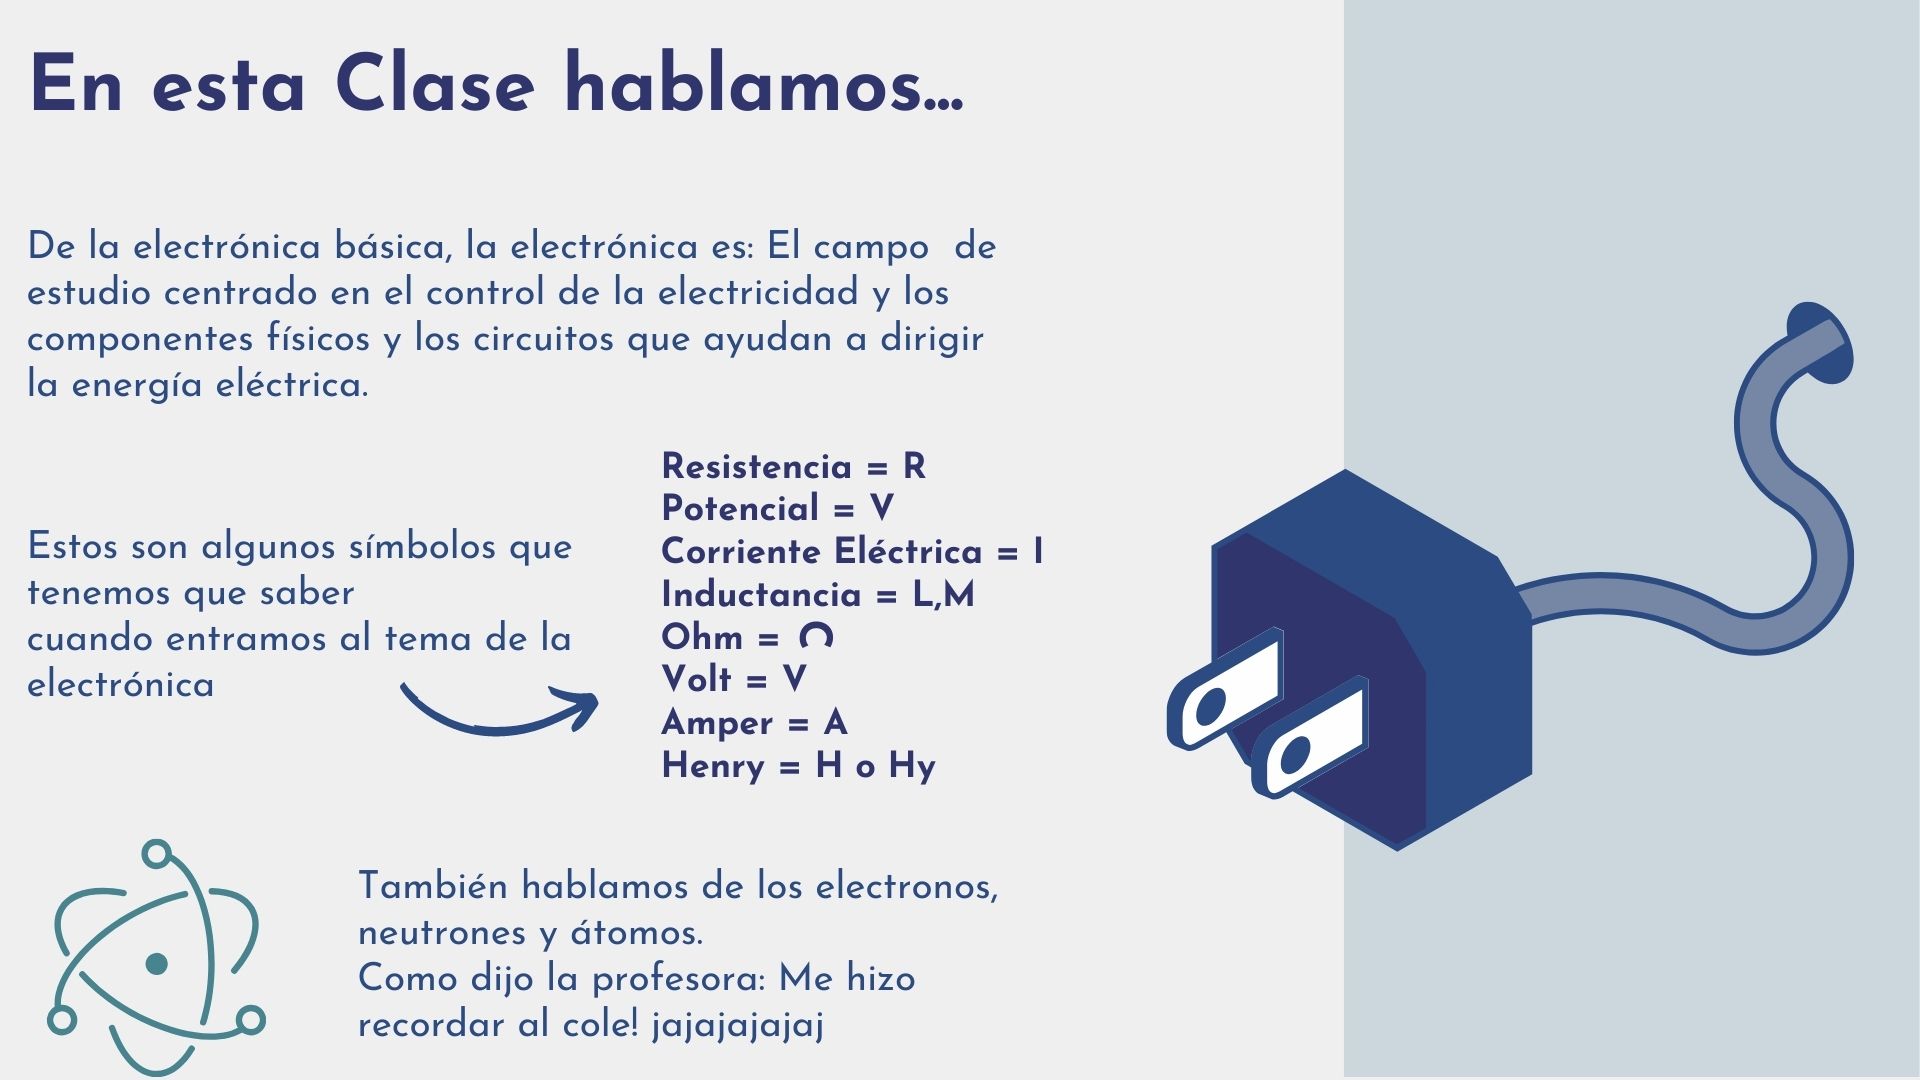 En esta Clase hablamos...
De la electrónica básica, la electrónica es: El campo  de
estudio centrado en el control de la electricidad y los
componentes físicos y los circuitos que ayudan a dirigir
la energía eléctrica.
Estos son algunos símbolos que
tenemos que saber
cuando entramos al tema de la
electrónica
Resistencia = R
Potencial = V
Corriente Eléctrica = I
Inductancia = L,M
Ohm = Ω
Volt = V
Amper = A
Henry = H o Hy
También hablamos de los electronos,
neutrones y átomos.
Como dijo la profesora: Me hizo
recordar al cole! jajajajajaj